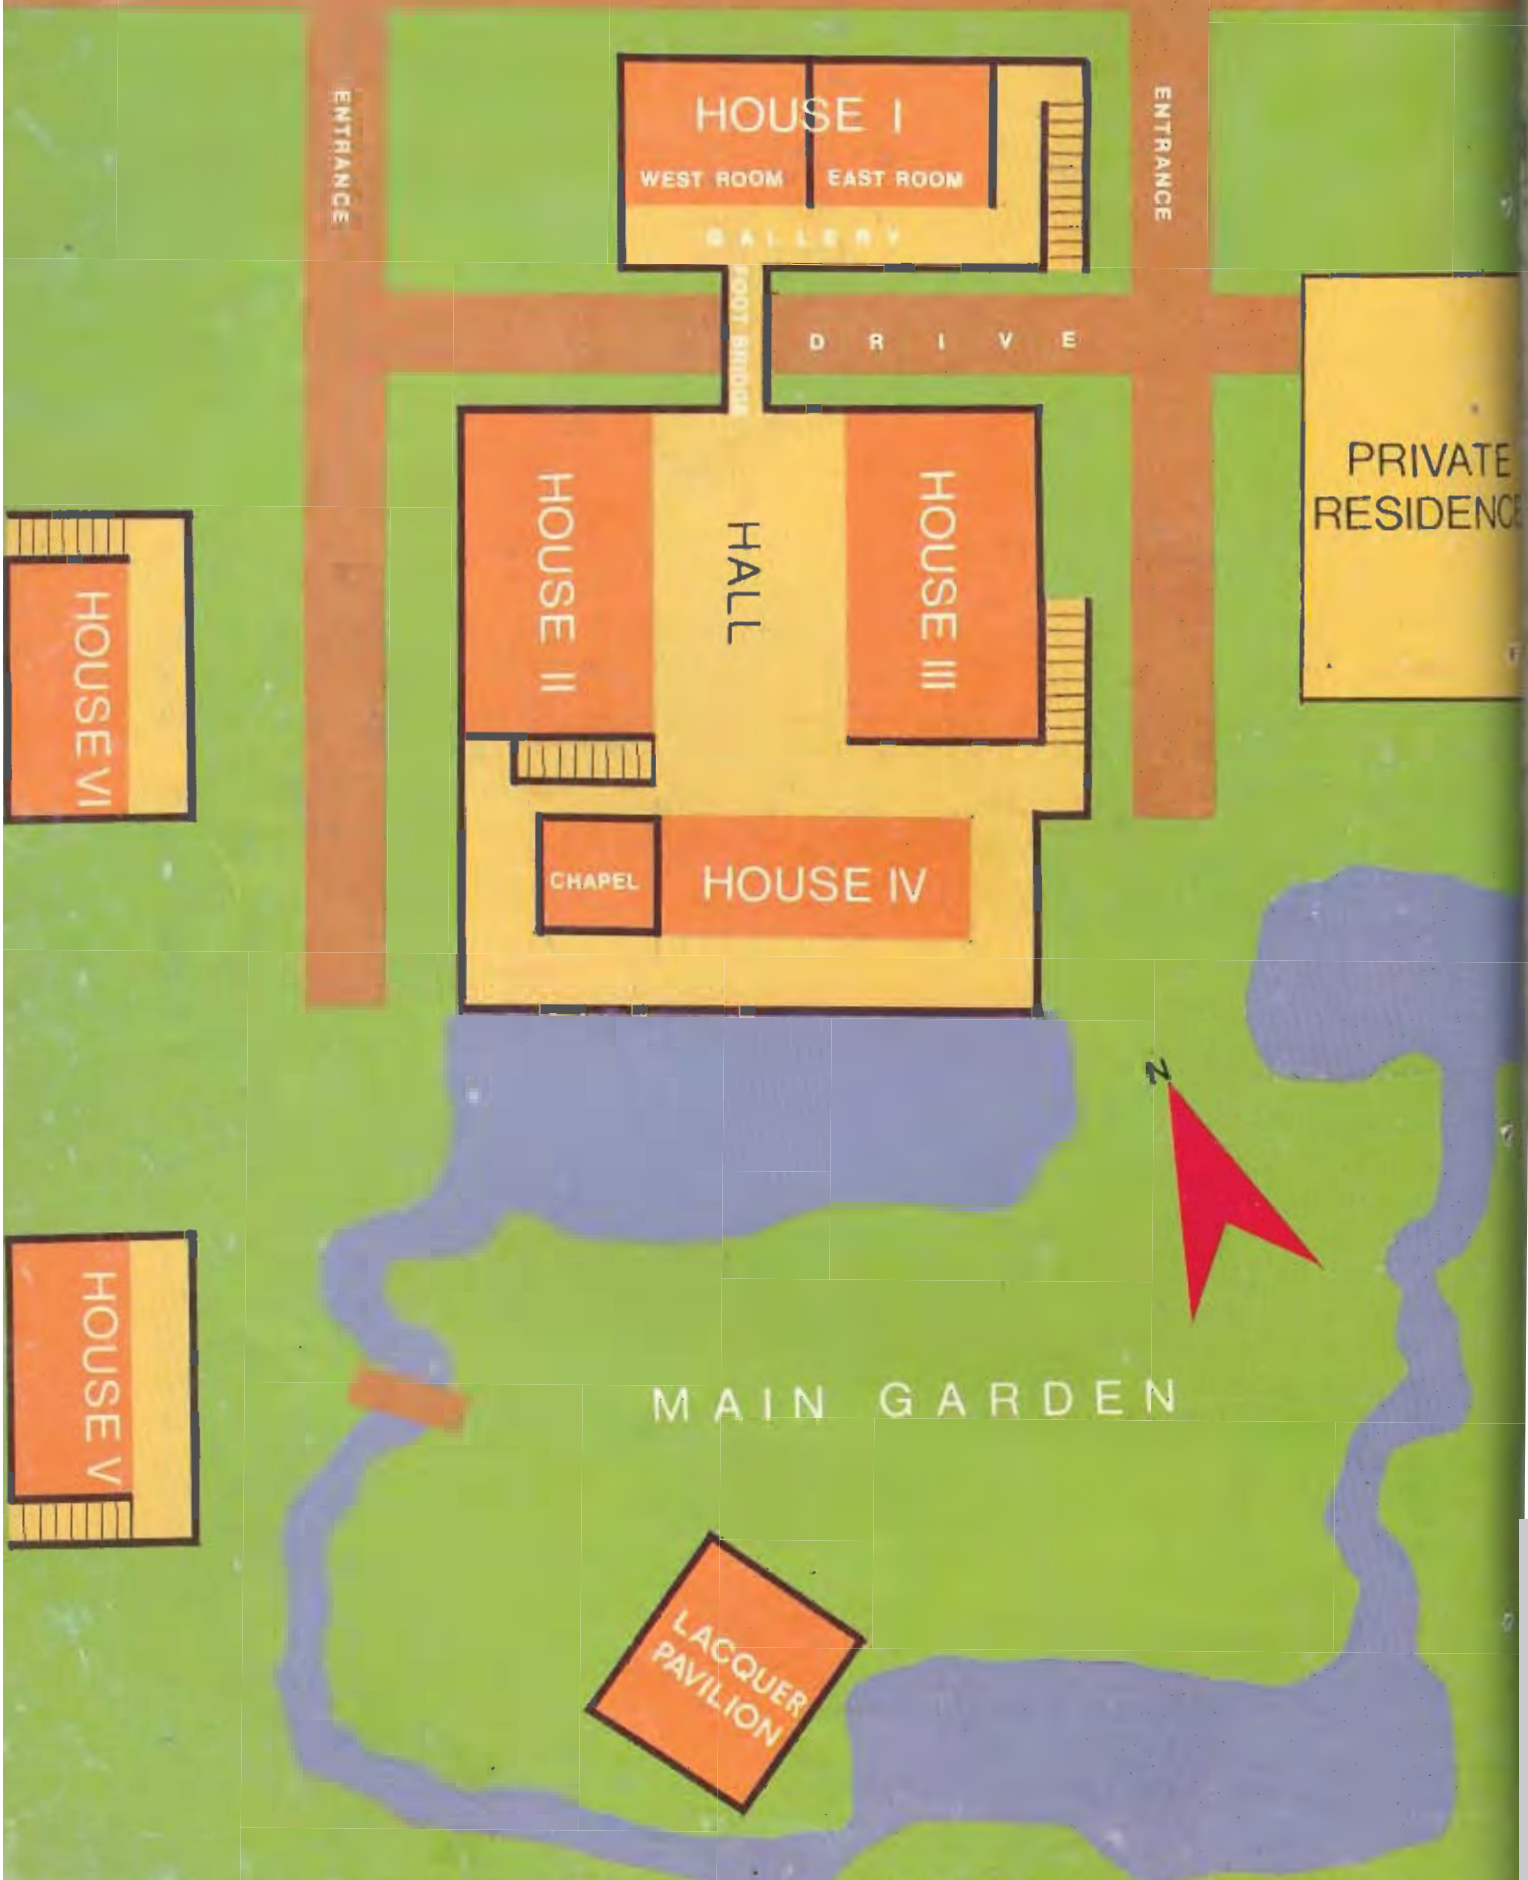 ENTRANCE
HOUSE I
WEST ROOM
EAST ROOM
GALLERY
ENTRANCE
FOOT BRIDGE
DRIVE
PRIVATE
RESIDENCE
HOUSE II
HALL
HOUSE III
HOUSE VI
CHAPEL
HOUSE IV
N
HOUSE V
MAIN GARDEN
LACQUER
PAVILION